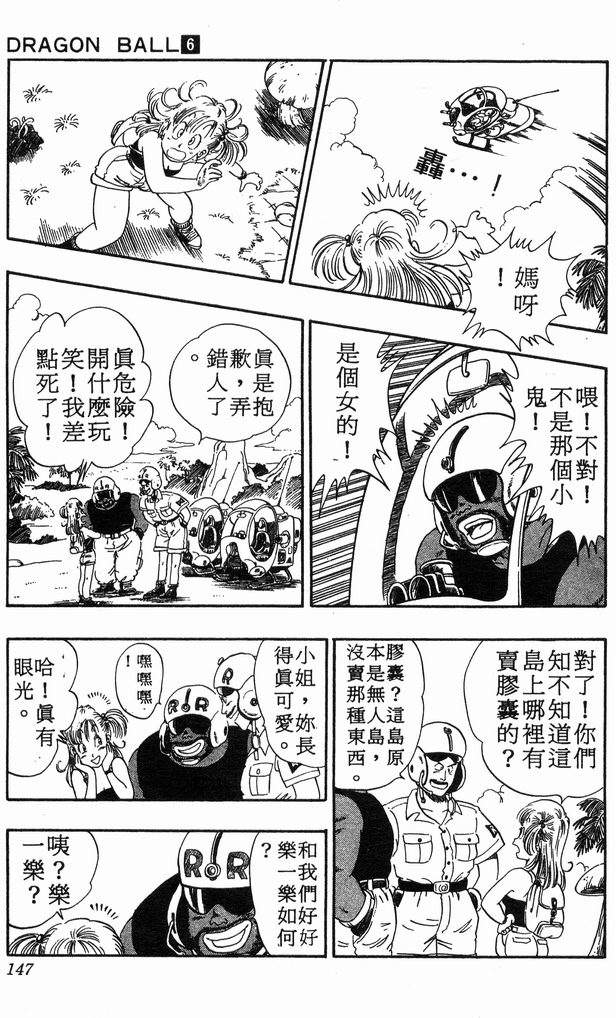 DRAGON BALL 6
轟…！
媽呀
！
喂！不對！
不是那個小
鬼！
是個女的！
眞是抱
歉，弄
錯人了
。
眞危險！
開什麼玩
笑！我差
點死了！
對了！你們
知不知道這
島上哪裡有
賣膠囊的？
膠囊？這島原
本是無人島，
沒賣那種
東西。
小姐，妳長
得眞可愛。
R R
嘿嘿嘿
！
哈！眞有
眼光。
和我們好好
樂一樂如何
？
R R
咦？樂
一樂？
147